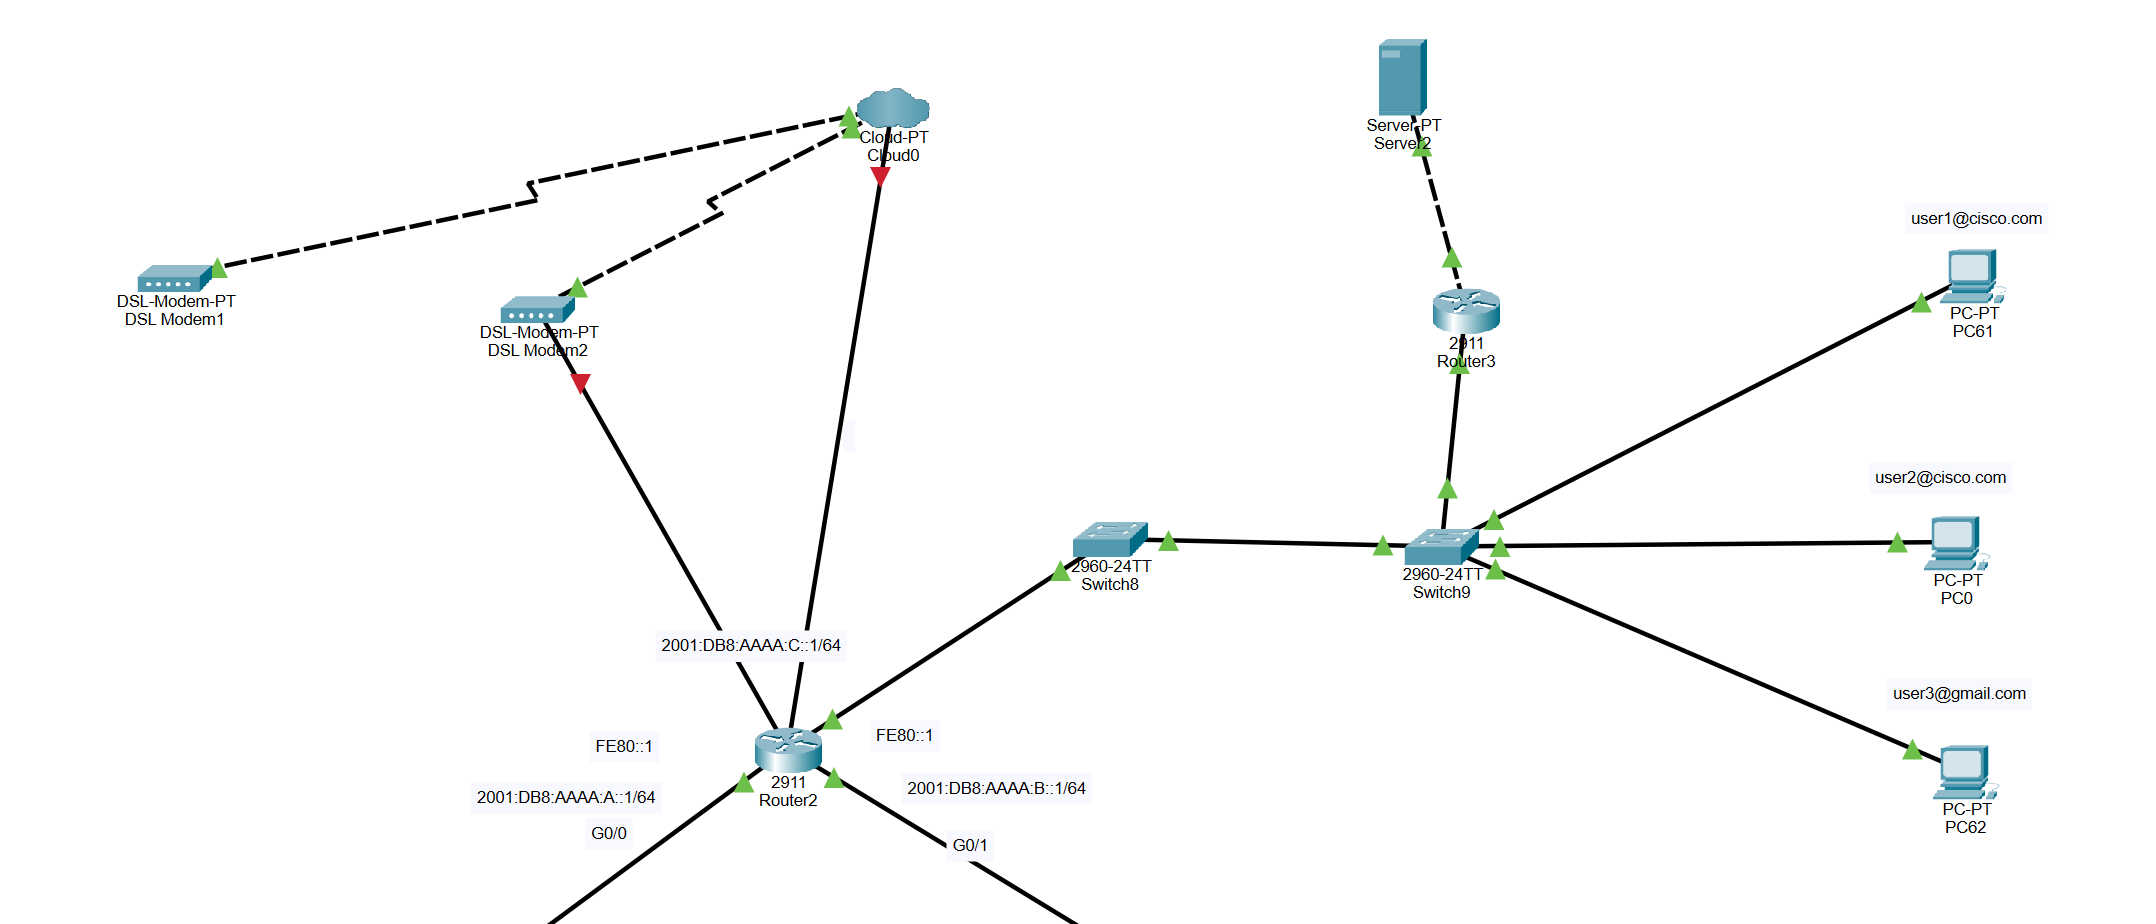 Cloud-PT
Cloud0
Server-PT
Server2
user1@cisco.com
DSL-Modem-PT
DSL Modem1
DSL-Modem-PT
DSL Modem2
2911
Router3
PC-PT
PC61
user2@cisco.com
2960-24TT
Switch8
2960-24TT
Switch9
PC-PT
PC0
2001:DB8:AAAA:C::1/64
user3@gmail.com
FE80::1
FE80::1
2911
Router2
2001:DB8:AAAA:A::1/64
2001:DB8:AAAA:B::1/64
G0/0
G0/1
PC-PT
PC62